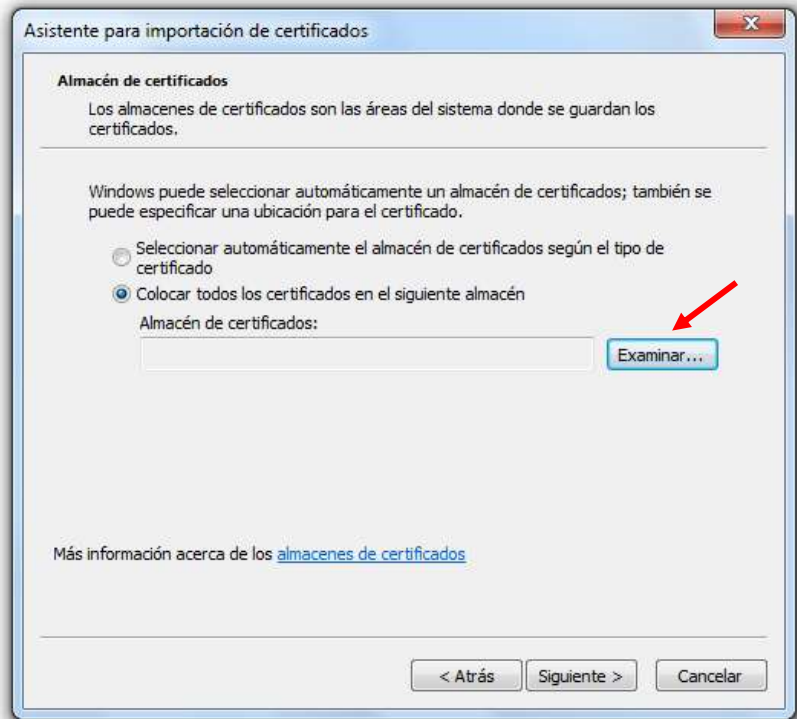 Asistente para importación de certificados
Almacén de certificados
Los almacenes de certificados son las áreas del sistema donde se guardan los
certificados.
Windows puede seleccionar automáticamente un almacén de certificados; también se
puede especificar una ubicación para el certificado.
Seleccionar automáticamente el almacén de certificados según el tipo de
certificado
Colocar todos los certificados en el siguiente almacén
Almacén de certificados:
Examinar...
Más información acerca de los almacenes de certificados
< Atrás Siguiente > Cancelar